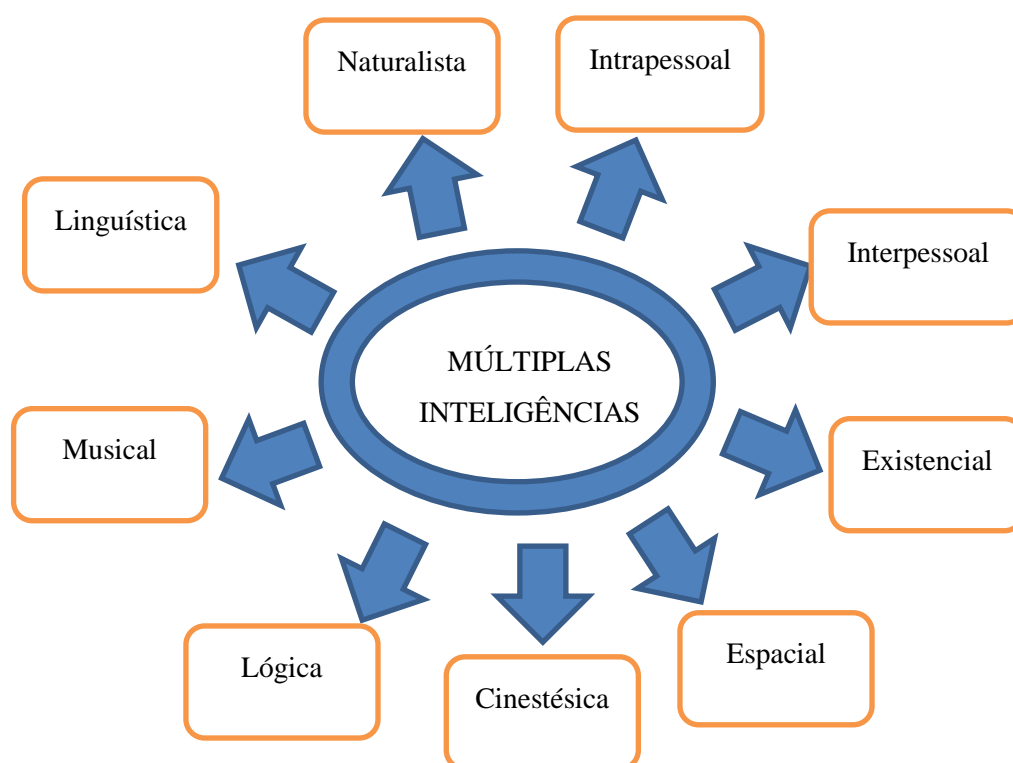 Naturalista
Intrapessoal
Linguística
Interpessoal
MÚLTIPLAS
INTELIGÊNCIAS
Musical
Existencial
Lógica
Cinestésica
Espacial